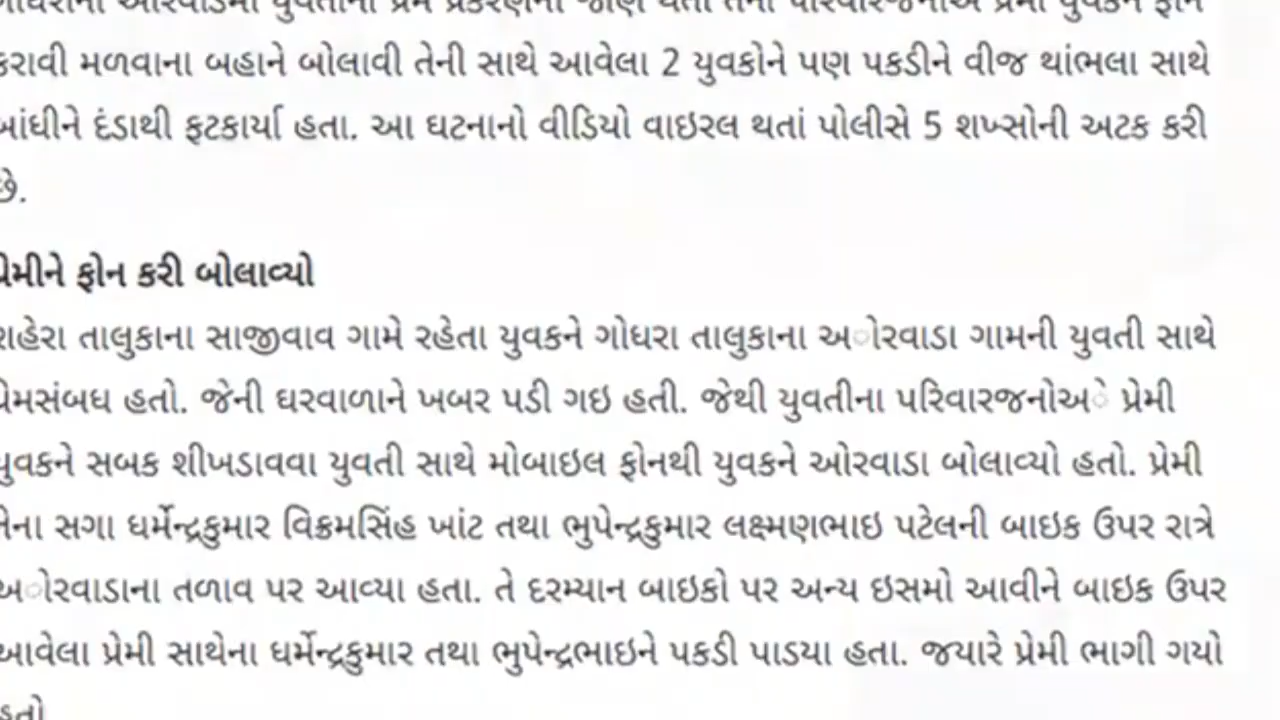 કરાવી મળવાના બહાને બોલાવી તેની સાથે આવેલા 2 યુવકોને પણ પકડીને વીજ થાંભલા સાથે
બાંધીને દંડાથી ફટકાર્યા હતા. આ ઘટનાનો વીડિયો વાઇરલ થતાં પોલીસે 5 શખ્સોની અટક કરી
છે.
પ્રેમીને ફોન કરી બોલાવ્યો
શહેરા તાલુકાના સાજીવાવ ગામે રહેતા યુવકને ગોધરા તાલુકાના અોરવાડા ગામની યુવતી સાથે
પ્રેમસંબધ હતો. જેની ઘરવાળાને ખબર પડી ગઇ હતી. જેથી યુવતીના પરિવારજનોઅે પ્રેમી
યુવકને સબક શીખડાવવા યુવતી સાથે મોબાઇલ ફોનથી યુવકને ઓરવાડા બોલાવ્યો હતો. પ્રેમી
તેના સગા ધર્મેન્દ્રકુમાર વિક્રમસિંહ ખાંટ તથા ભુપેન્દ્રકુમાર લક્ષ્મણભાઇ પટેલની બાઇક ઉપર રાત્રે
અોરવાડાના તળાવ પર આવ્યા હતા. તે દરમ્યાન બાઇકો પર અન્ય ઇસમો આવીને બાઇક ઉપર
આવેલા પ્રેમી સાથેના ધર્મેન્દ્રકુમાર તથા ભુપેન્દ્રભાઇને પકડી પાડયા હતા. જયારે પ્રેમી ભાગી ગયો
હતો